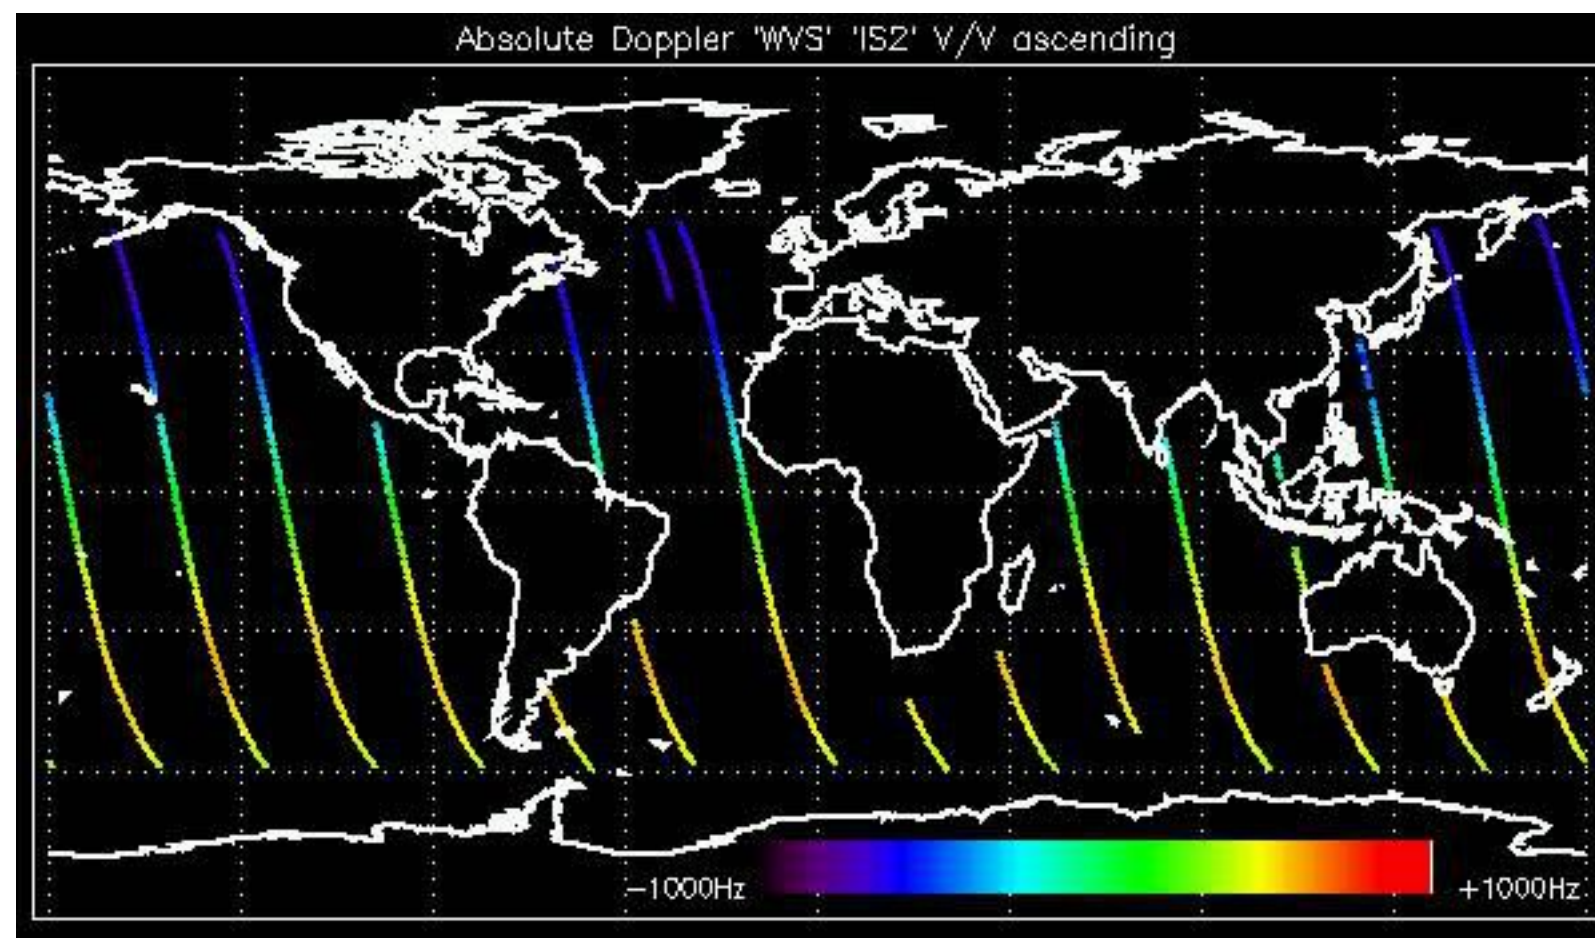 Absolute Doppler 'WVS' 'IS2' V/V ascending
−1000Hz
+1000Hz